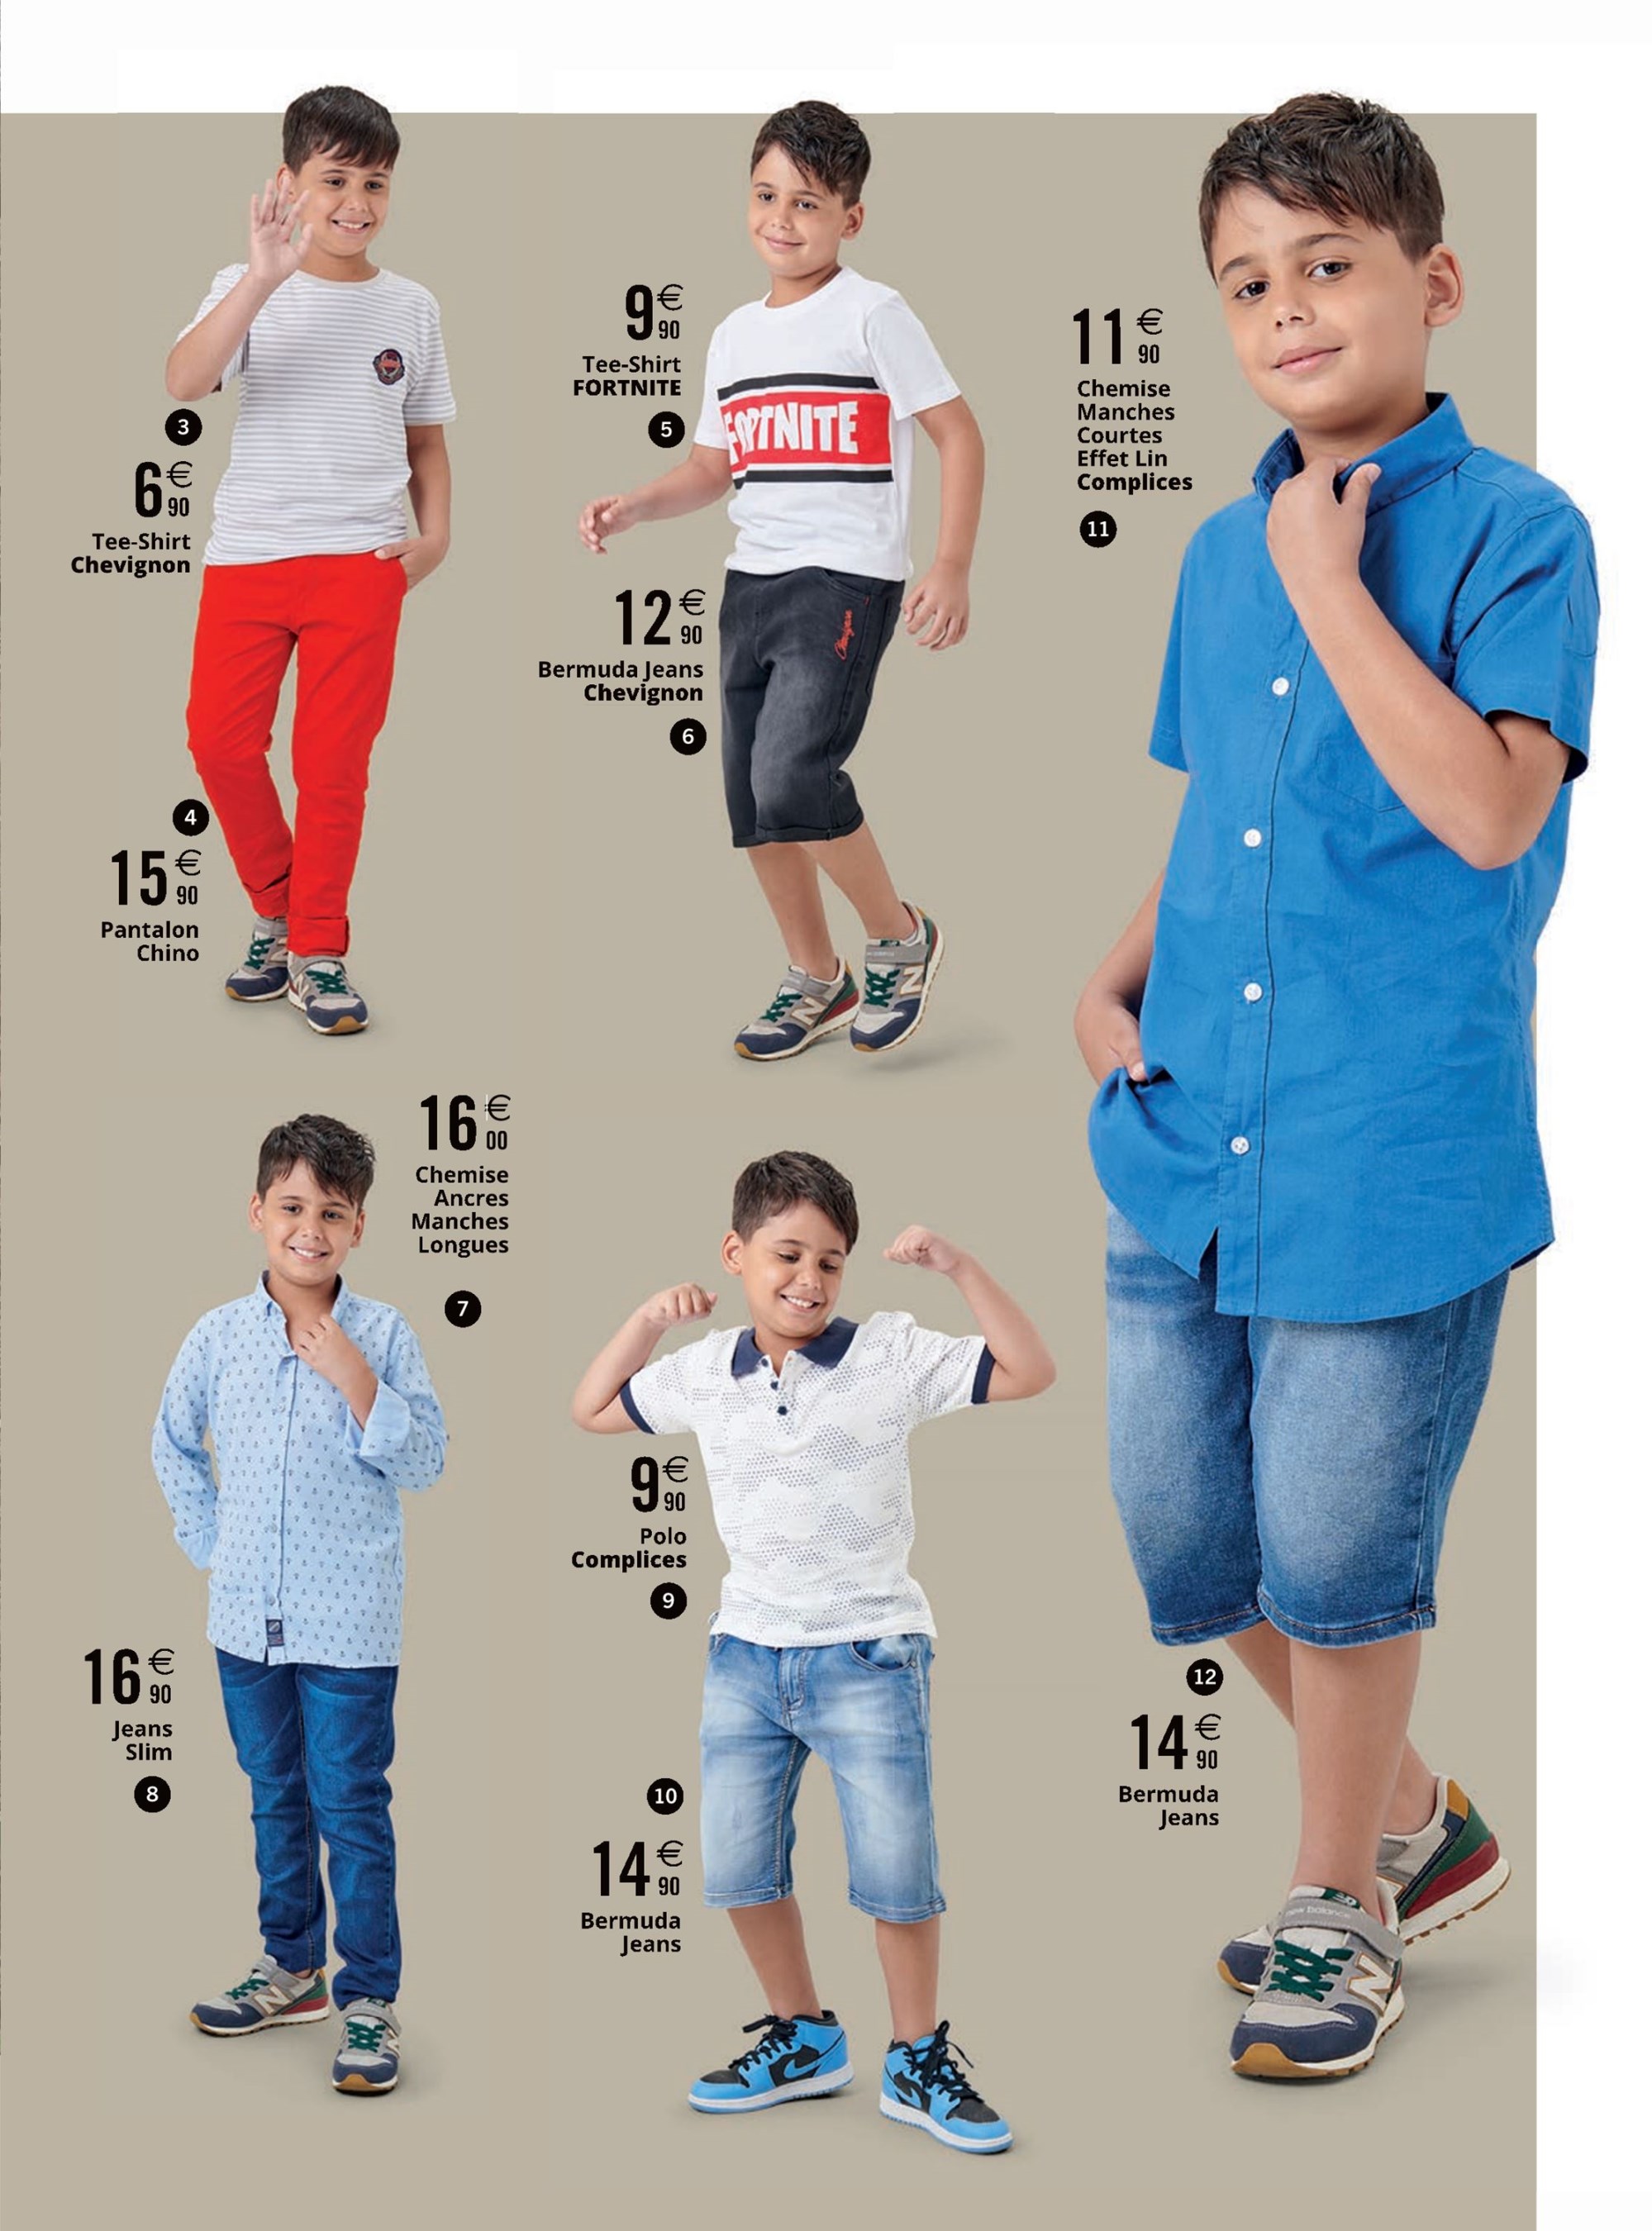 3
6€90
Tee-Shirt
Chevignon
4
15€90
Pantalon
Chino
9€90
Tee-Shirt
FORTNITE
5
FORTNITE
12€90
Bermuda Jeans
Chevignon
6
11€90
Chemise
Manches
Courtes
Effet Lin
Complices
11
16€00
Chemise
Ancres
Manches
Longues
7
16€90
Jeans
Slim
8
9€90
Polo
Complices
9
10
14€90
Bermuda
Jeans
12
14€90
Bermuda
Jeans
new balance
N